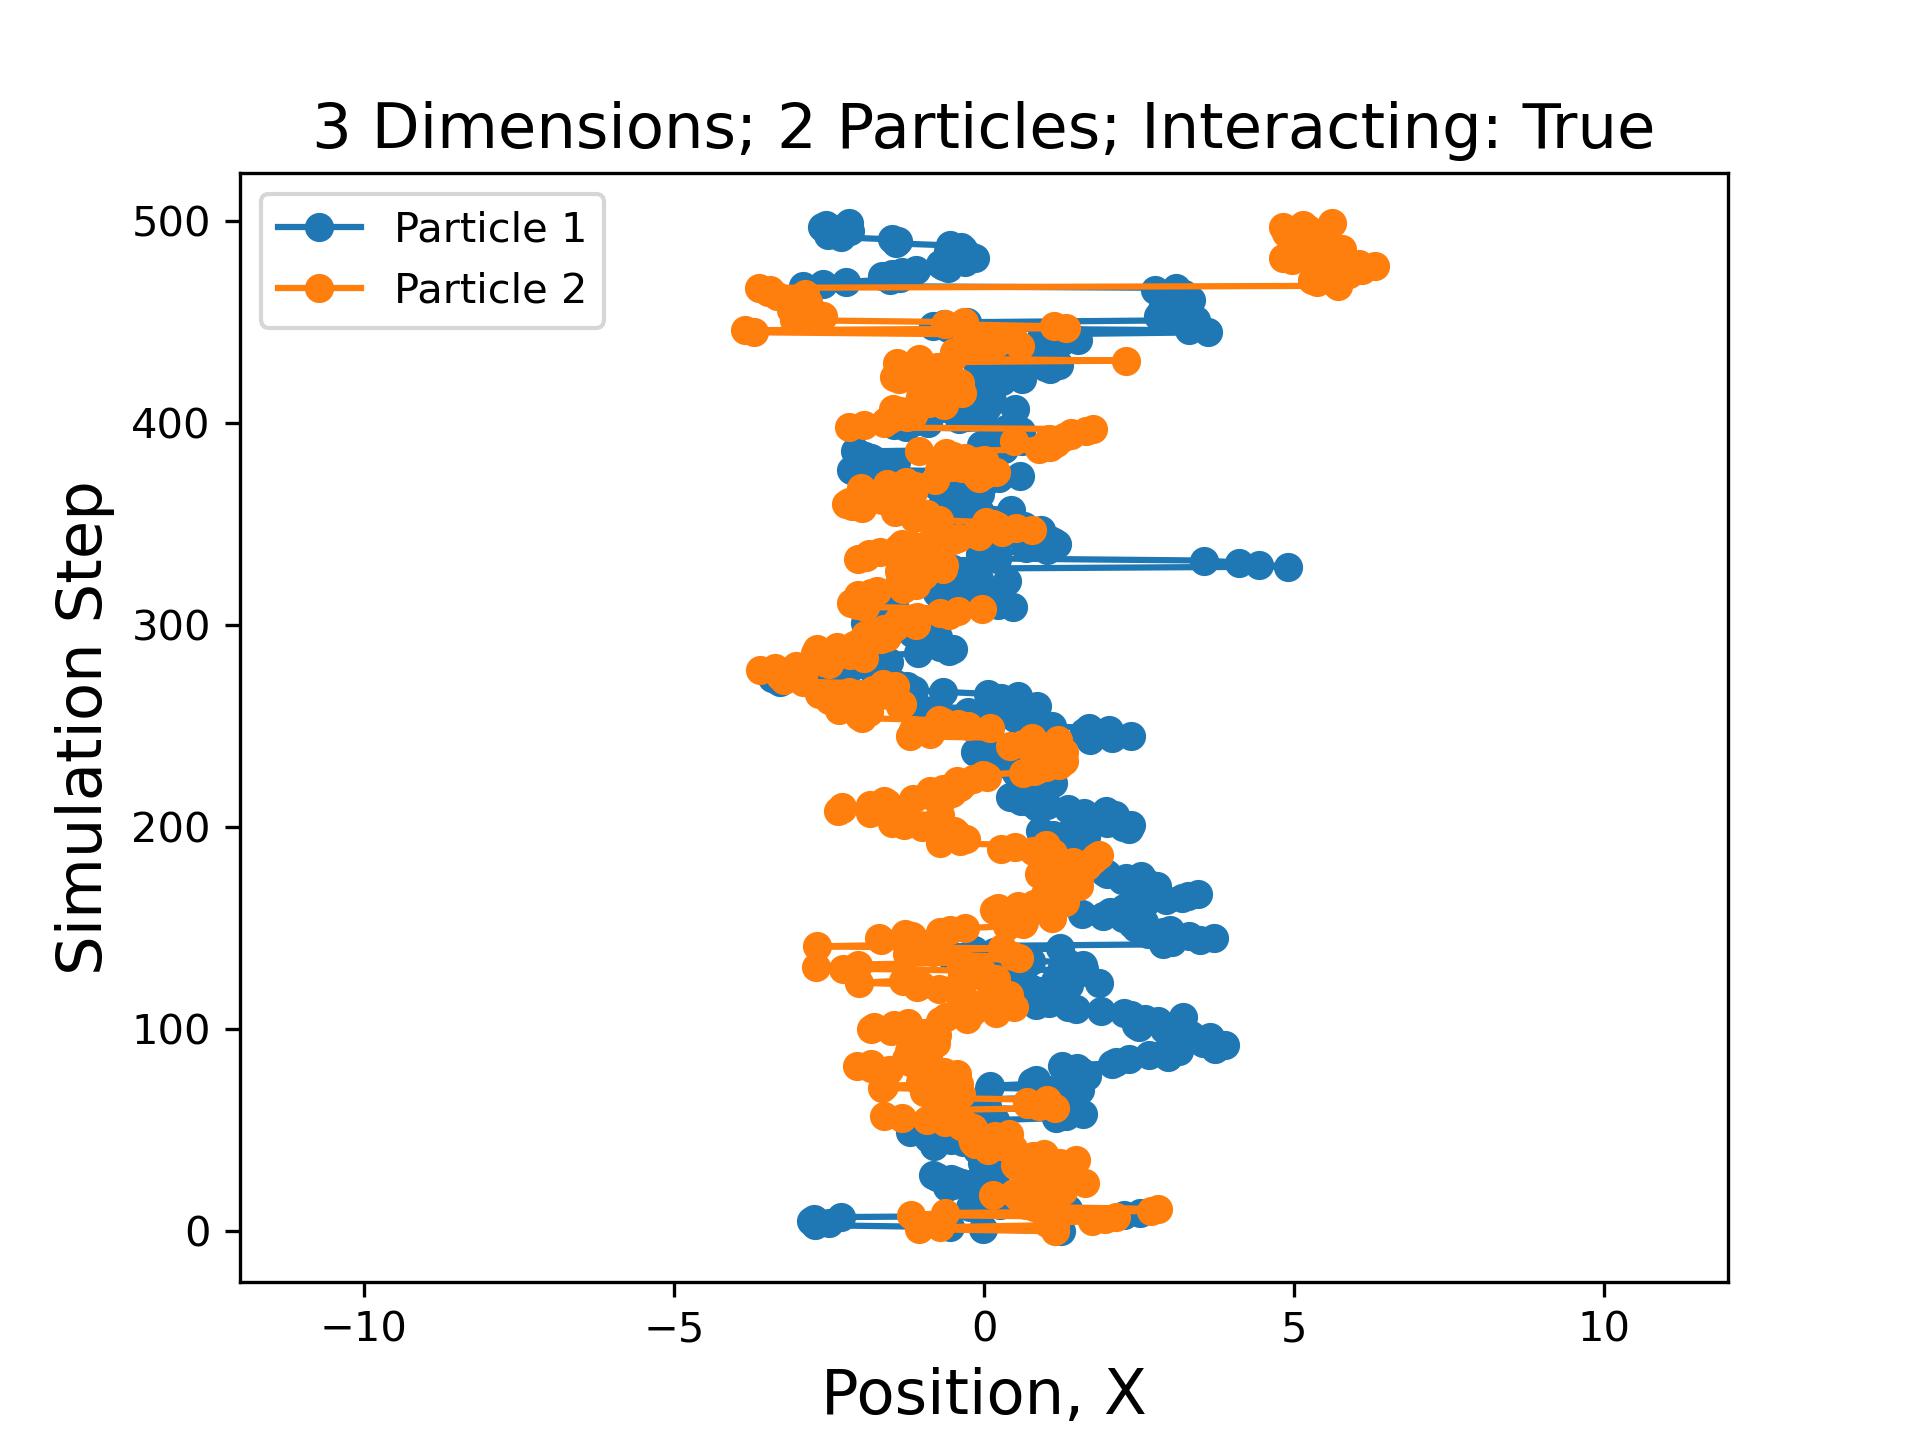 3 Dimensions; 2 Particles; Interacting: True
Particle 1
Particle 2
Simulation Step
500
400
300
200
100
0
−10
−5
0
5
10
Position, X